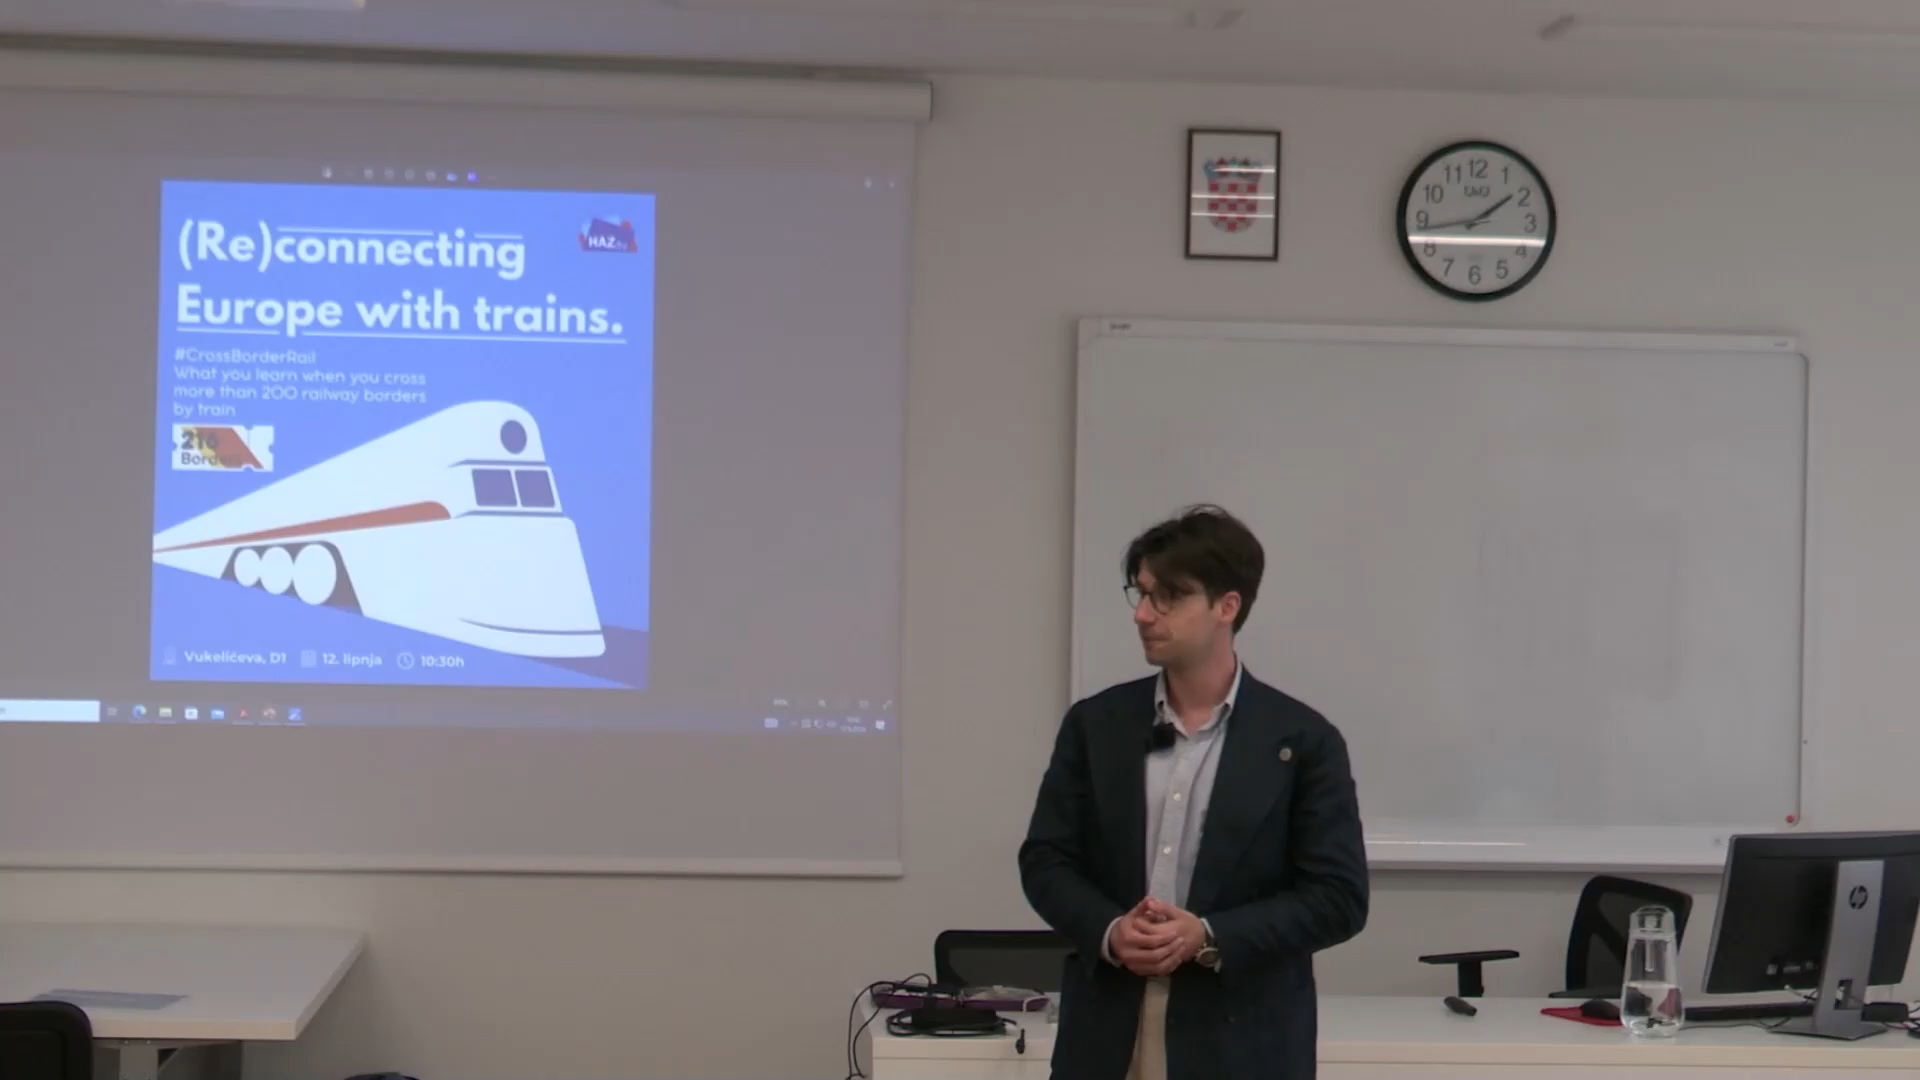 (Re)connecting
Europe with trains.
HAZ
#CrossBorderRail
What you learn when you cross
more than 200 railway borders
by train
216
Vukelićeva, D1 12. lipnja 10:30h
11 12 1
10 2
9 3
8 4
7 6 5
hp